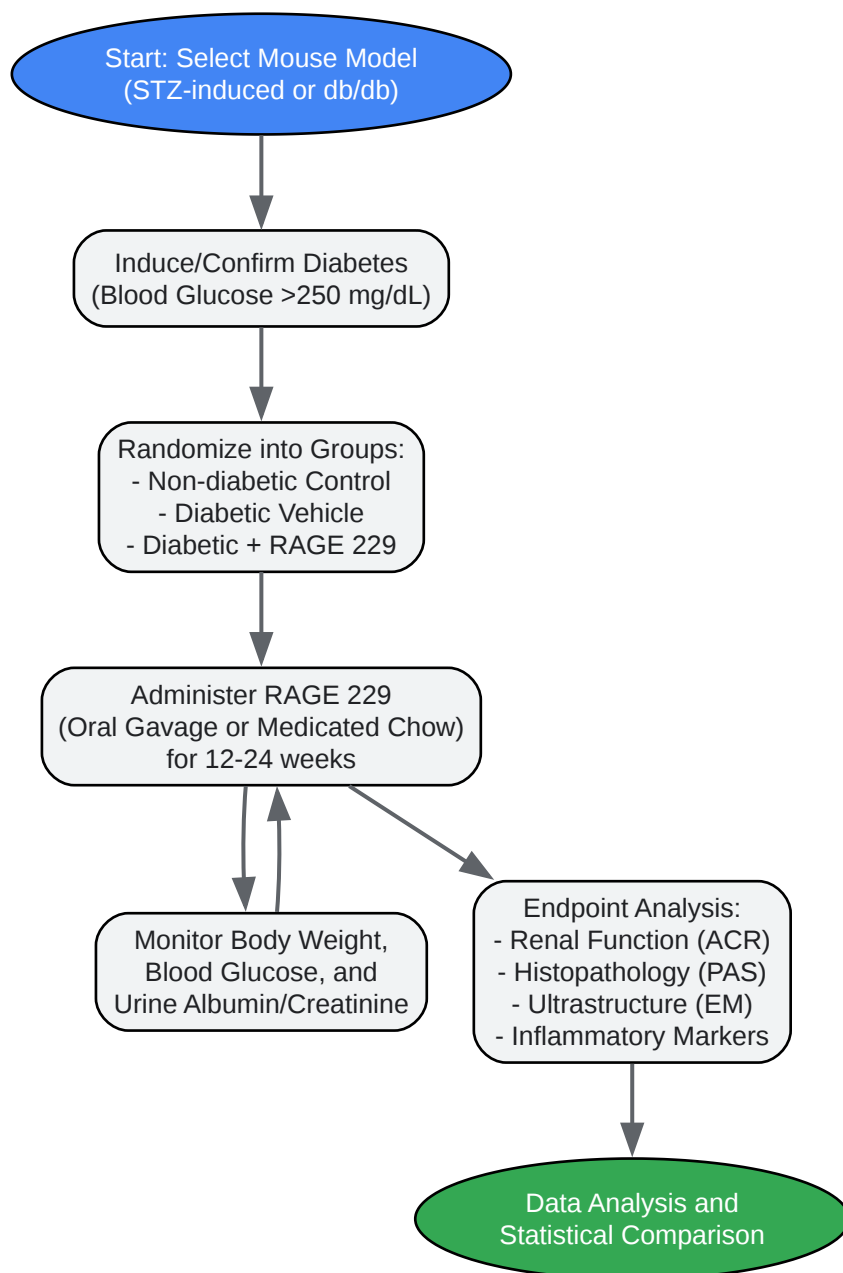 Start: Select Mouse Model
(STZ-induced or db/db)
Induce/Confirm Diabetes
(Blood Glucose >250 mg/dL)
Randomize into Groups:
- Non-diabetic Control
- Diabetic Vehicle
- Diabetic + RAGE 229
Administer RAGE 229
(Oral Gavage or Medicated Chow)
for 12-24 weeks
Monitor Body Weight,
Blood Glucose, and
Urine Albumin/Creatinine
Endpoint Analysis:
- Renal Function (ACR)
- Histopathology (PAS)
- Ultrastructure (EM)
- Inflammatory Markers
Data Analysis and
Statistical Comparison